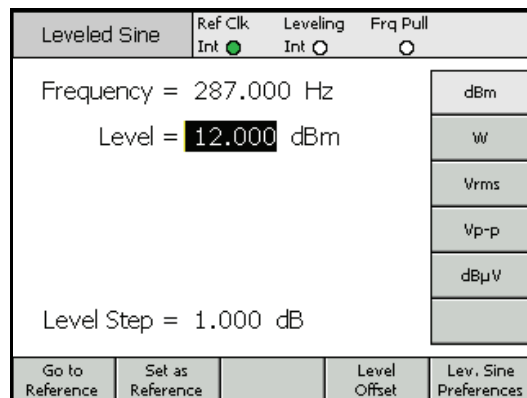 Leveled Sine
Ref Clk Leveling Frq Pull
Int Int
Frequency = 287.000 Hz
Level = 12.000 dBm
Level Step = 1.000 dB
dBm
W
Vrms
Vp-p
dBµV
Go to Reference
Set as Reference
Level Offset
Lev. Sine Preferences